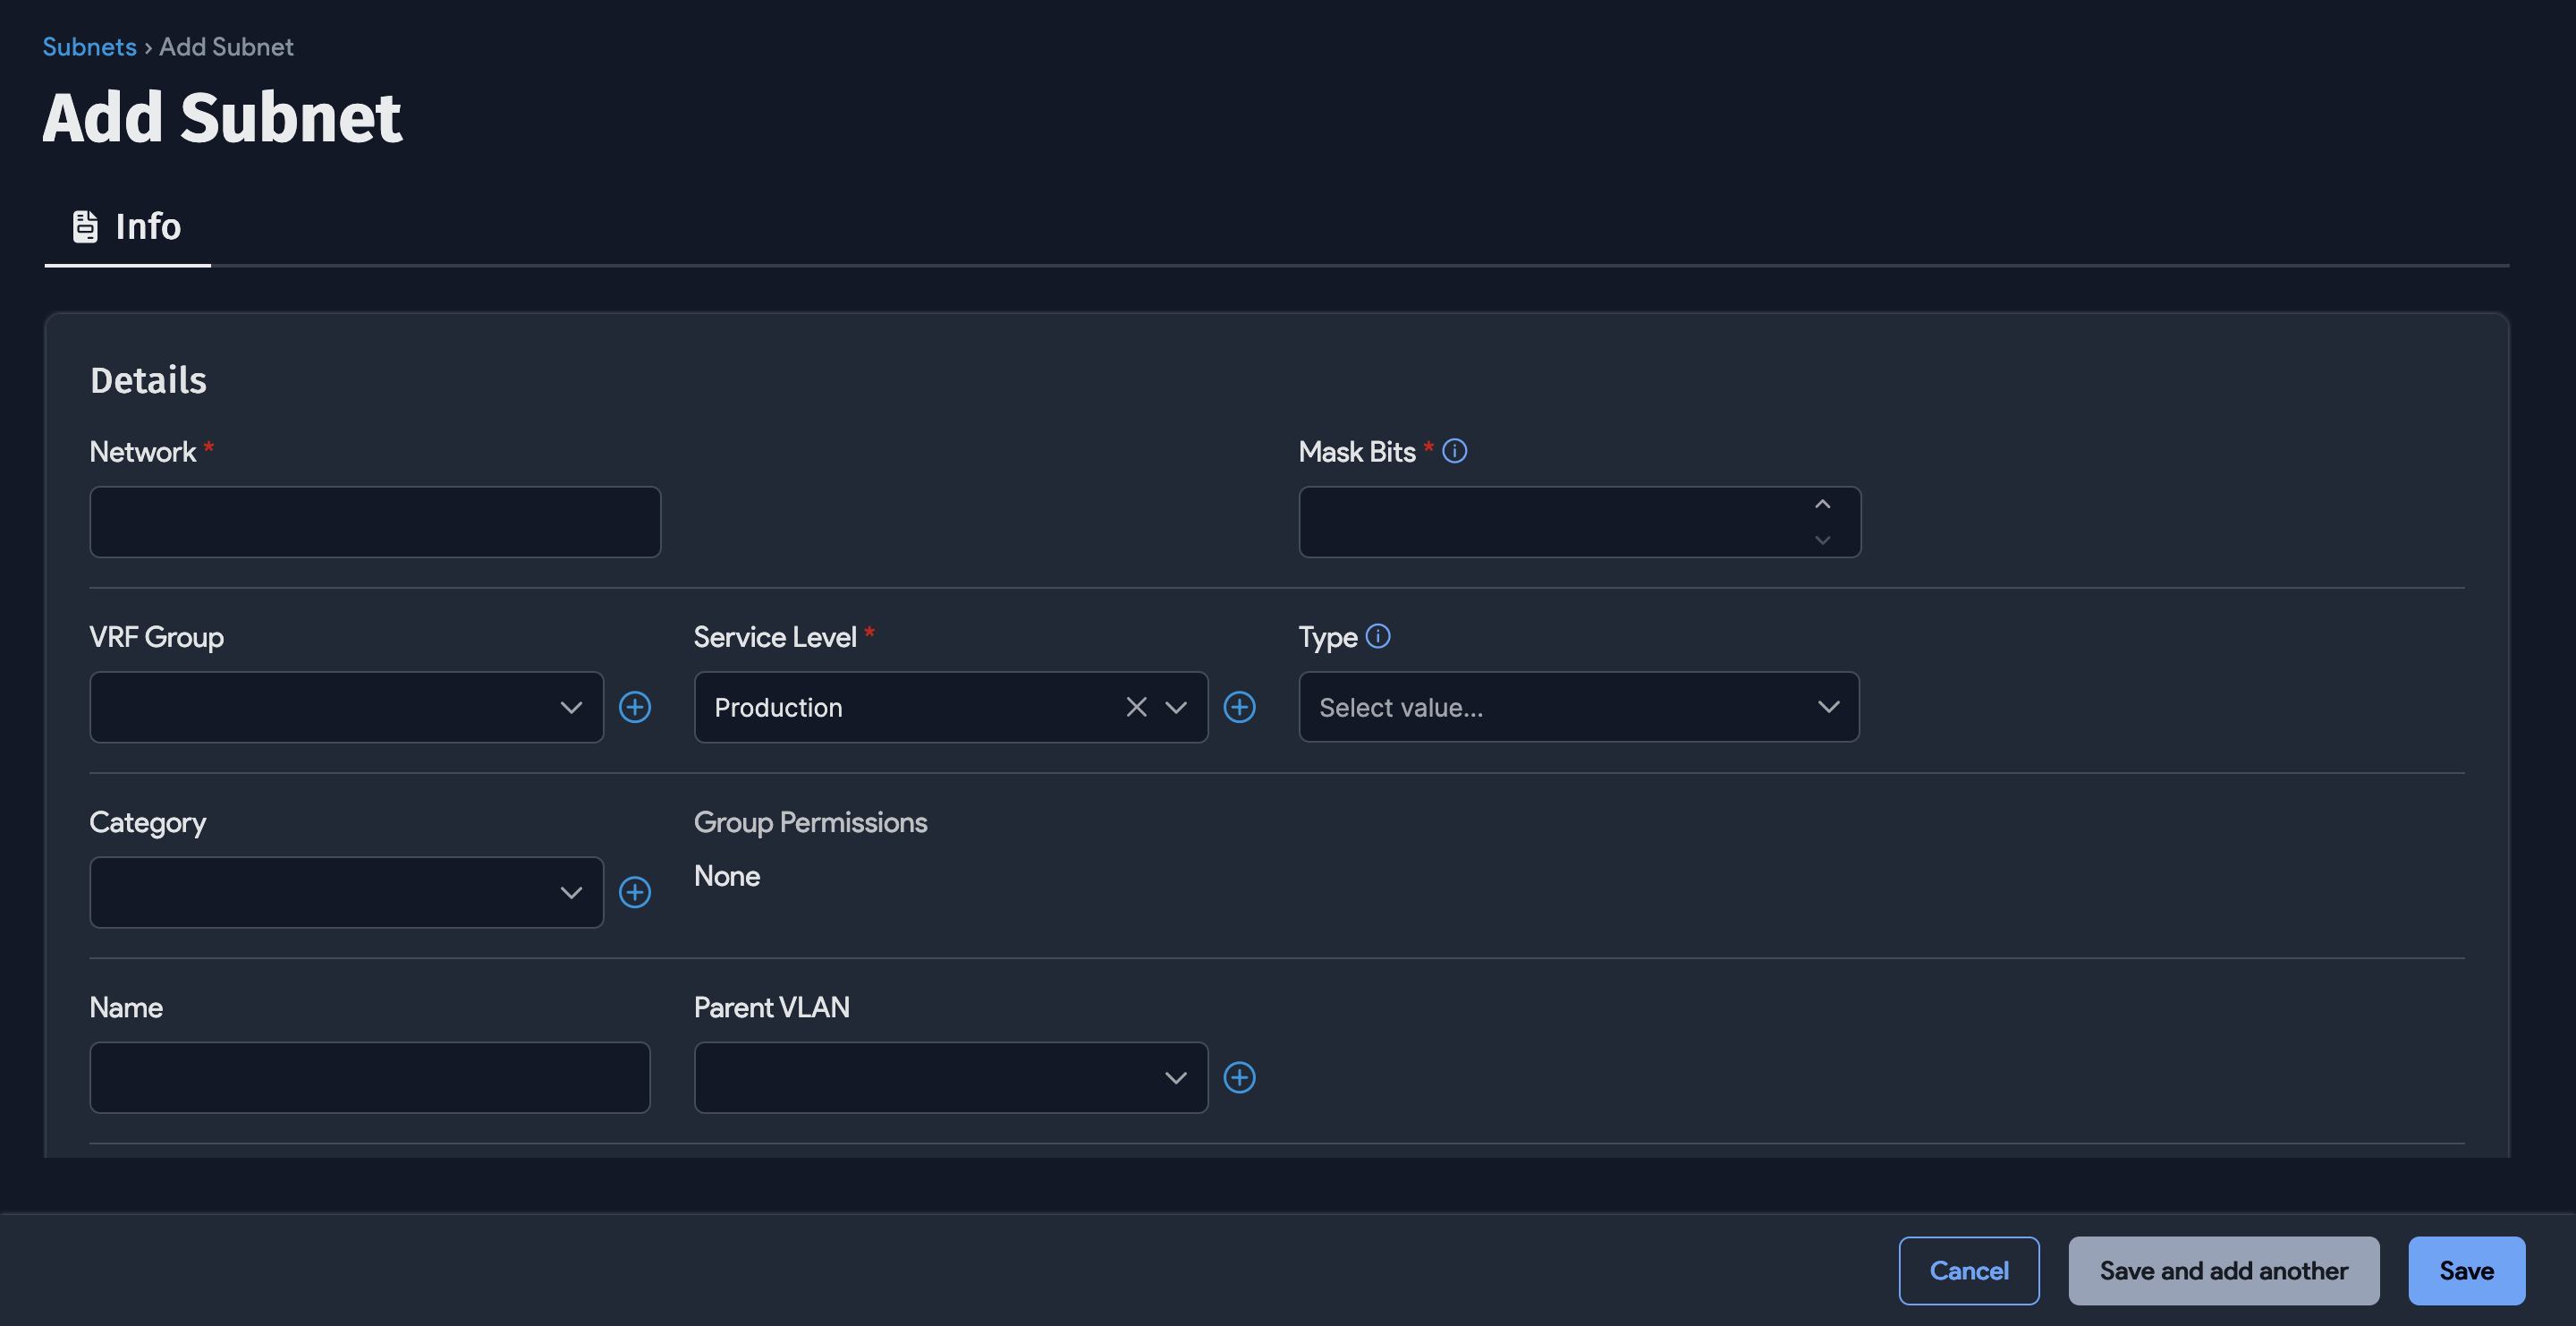 Subnets › Add Subnet
Add Subnet
Info
Details
Network *
Mask Bits *
VRF Group
Service Level *
Type
Production
Select value...
Category
Group Permissions
None
Name
Parent VLAN
Cancel
Save and add another
Save